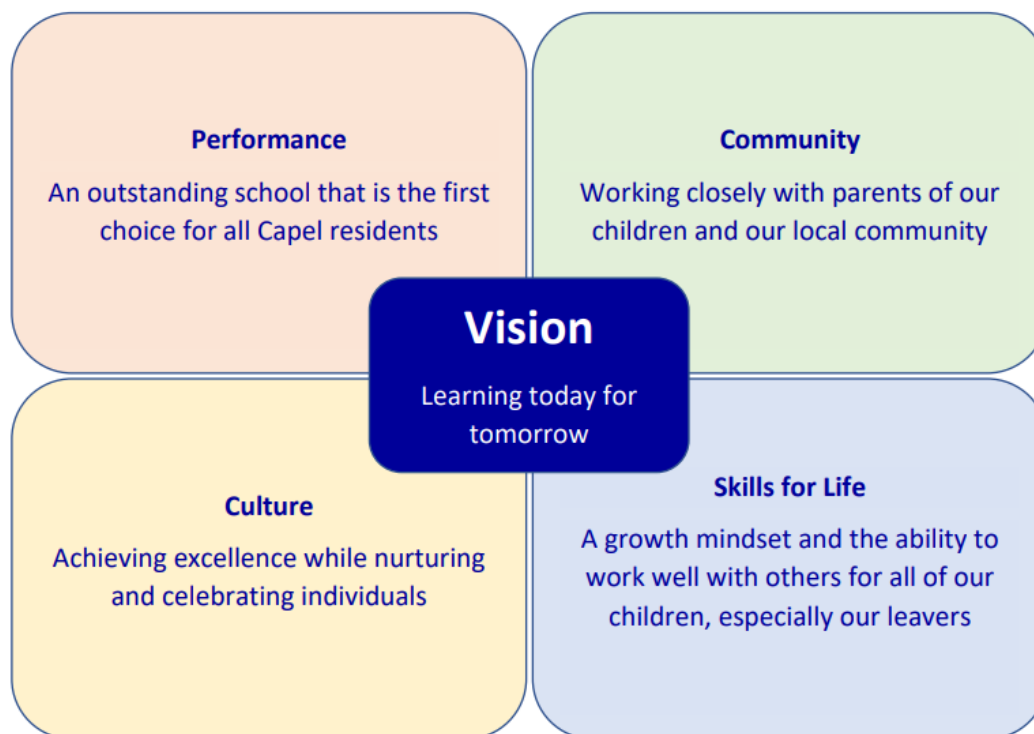 Performance
An outstanding school that is the first
choice for all Capel residents
Community
Working closely with parents of our
children and our local community
Vision
Learning today for
tomorrow
Culture
Achieving excellence while nurturing
and celebrating individuals
Skills for Life
A growth mindset and the ability to
work well with others for all of our
children, especially our leavers